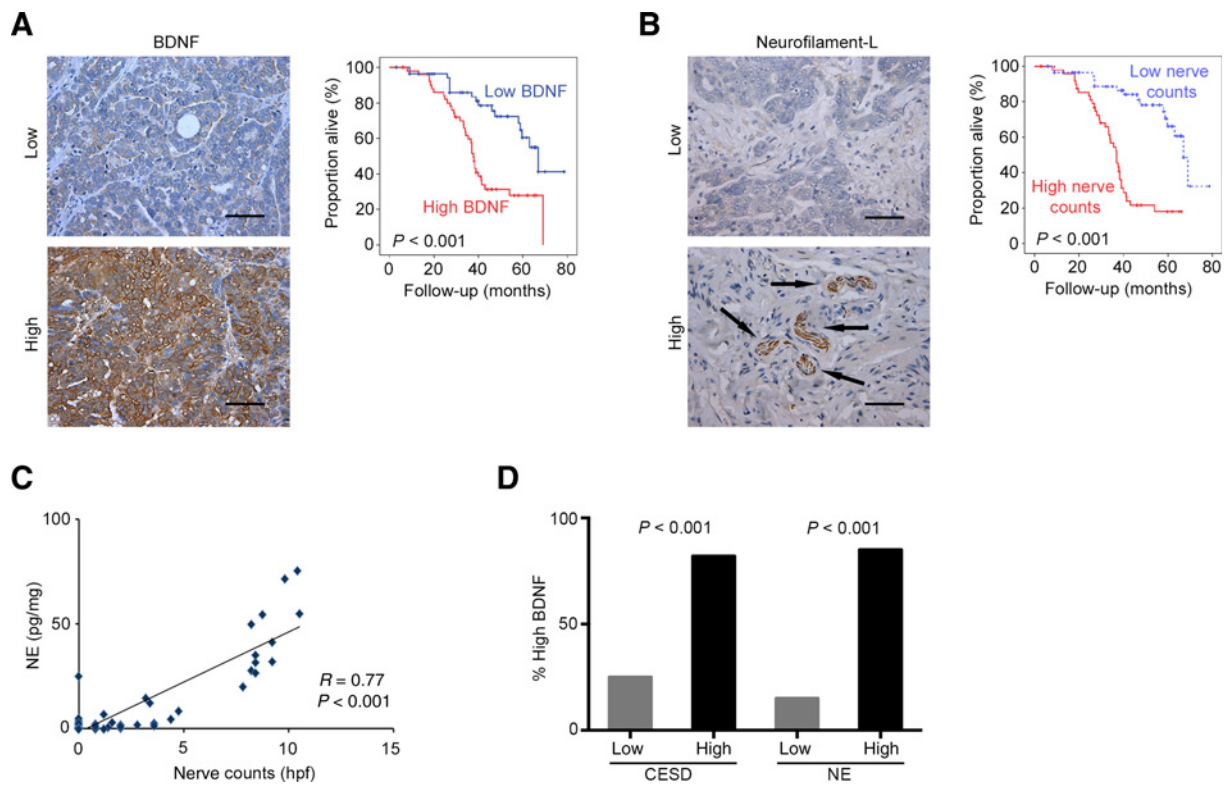 A
BDNF
Low
High
Proportion alive (%)
100
80
60
40
20
0
Low BDNF
High BDNF
P < 0.001
0 20 40 60 80
Follow-up (months)
B
Neurofilament-L
Low
High
Proportion alive (%)
100
80
60
40
20
0
Low nerve
counts
High nerve
counts
P < 0.001
0 20 40 60 80
Follow-up (months)
C
NE (pg/mg)
100
50
0
R = 0.77
P < 0.001
0 5 10 15
Nerve counts (hpf)
D
% High BDNF
100
50
0
P < 0.001 P < 0.001
Low High Low High
CESD NE